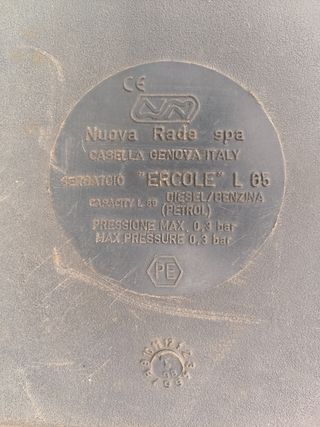 CE
NR
Nuova Rade spa
CASELLA GENOVA ITALY
SERBATOIO "ERCOLE" L 65
CAPACITY L 60 DIESEL/BENZINA
(PETROL)
PRESSIONE MAX. 0,3 bar
MAX PRESSURE 0,3 bar
PE